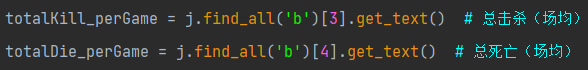 totalKill_perGame = j.find_all('b')[3].get_text()  # 总击杀（场均）
totalDie_perGame = j.find_all('b')[4].get_text()  # 总死亡（场均）